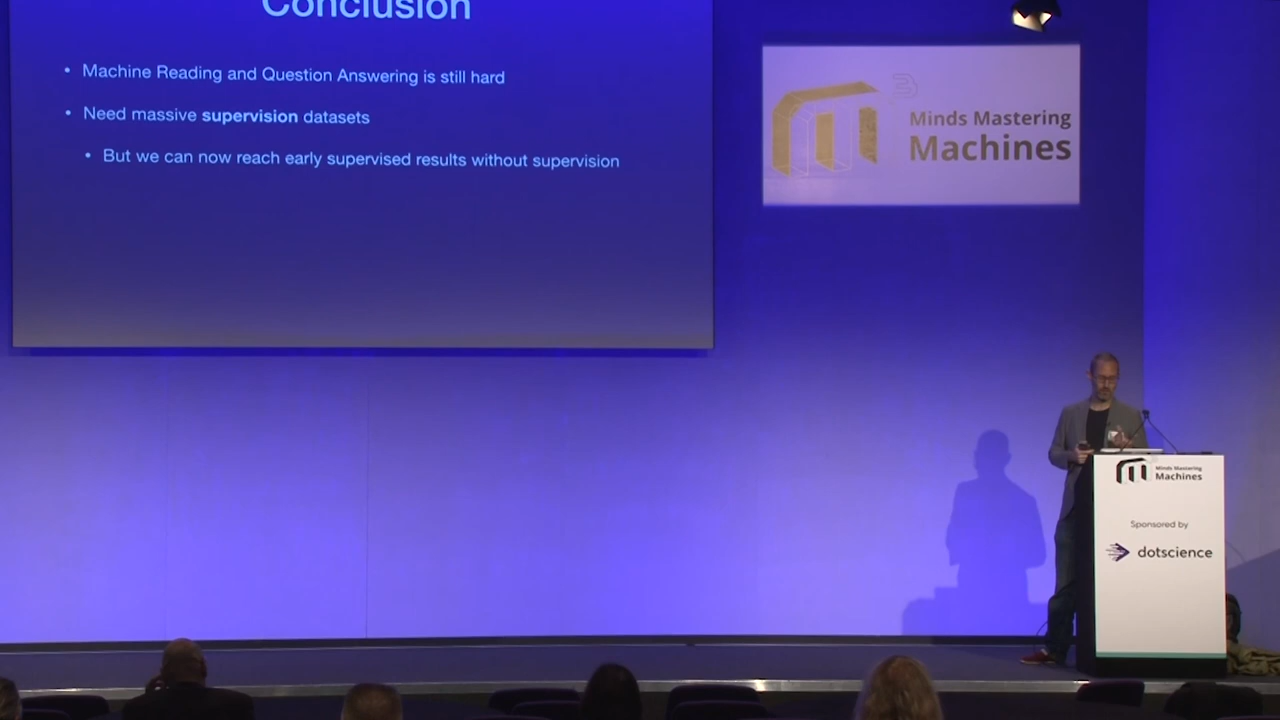 Conclusion
• Machine Reading and Question Answering is still hard
• Need massive supervision datasets
• But we can now reach early supervised results without supervision
m3
Minds Mastering
Machines
m
Minds Mastering
Machines
Sponsored by
dotscience